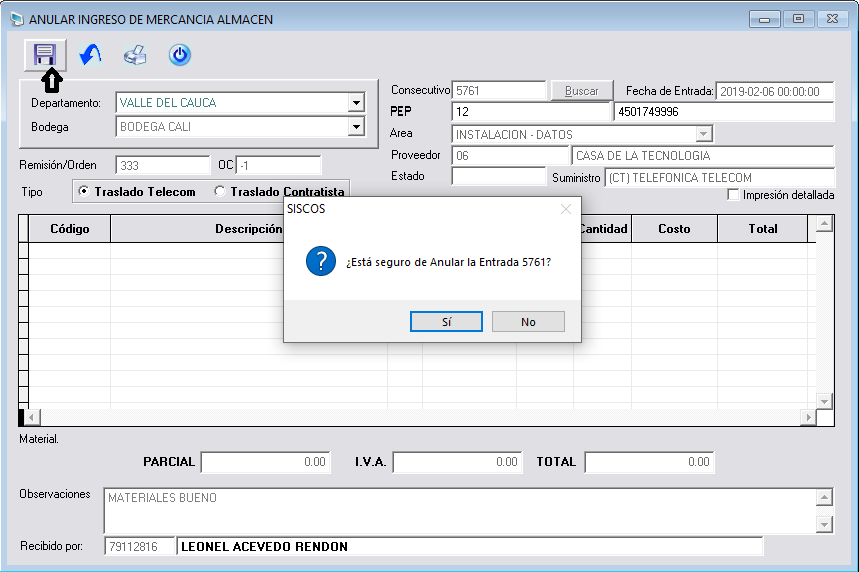 ANULAR INGRESO DE MERCANCIA ALMACEN
Departamento: VALLE DEL CAUCA
Bodega BODEGA CALI
Consecutivo 5761 Buscar Fecha de Entrada: 2019-02-06 00:00:00
PEP 12 4501749996
Area INSTALACION - DATOS
Proveedor 06 CASA DE LA TECNOLOGIA
Remisión/Orden 333 OC -1
Estado Suministro (CT) TELEFONICA TELECOM
Tipo Traslado Telecom Traslado Contratista
Impresión detallada
SISCOS
Código Descripción Cantidad Costo Total
¿Está seguro de Anular la Entrada 5761?
Sí No
Material.
PARCIAL 0.00 I.V.A. 0.00 TOTAL 0.00
Observaciones MATERIALES BUENO
Recibido por: 79112816 LEONEL ACEVEDO RENDON